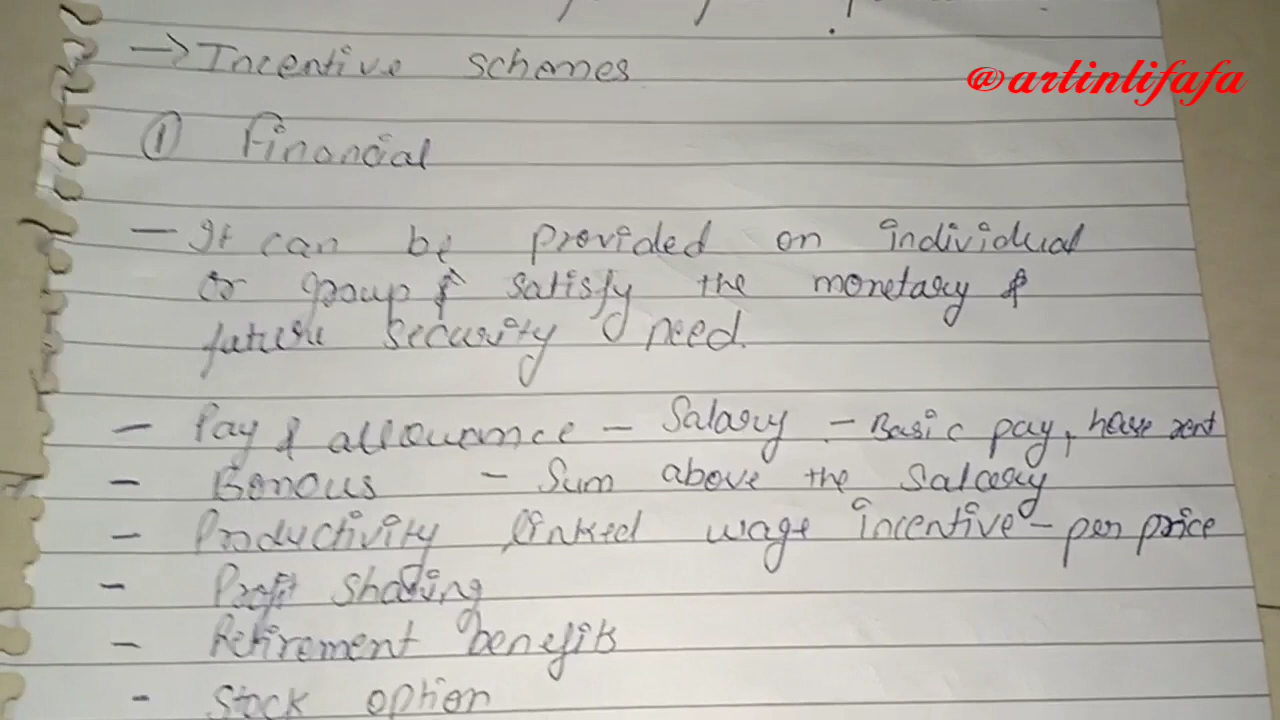 → Incentive schemes
@artinlifafa
① Financial
— It can be provided on individual
or group & satisfy the monetary &
future security need.
— Pay & allowance — Salary — Basic pay, house rent
— Bonous — Sum above the salary
— Productivity linked wage incentive — per price
— Profit sharing
— Retirement benefits
- Stock option